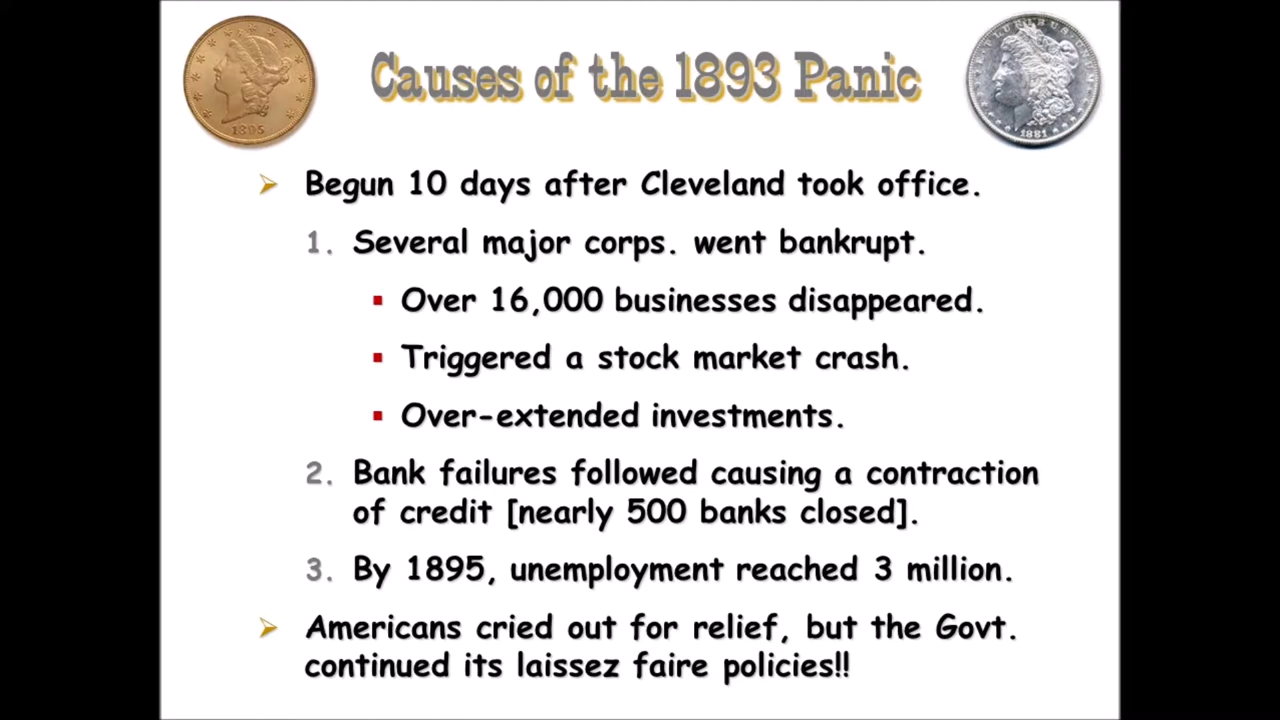 Causes of the 1893 Panic
1895
1881
Begun 10 days after Cleveland took office.
1. Several major corps. went bankrupt.
Over 16,000 businesses disappeared.
Triggered a stock market crash.
Over-extended investments.
2. Bank failures followed causing a contraction
of credit [nearly 500 banks closed].
3. By 1895, unemployment reached 3 million.
Americans cried out for relief, but the Govt.
continued its laissez faire policies!!